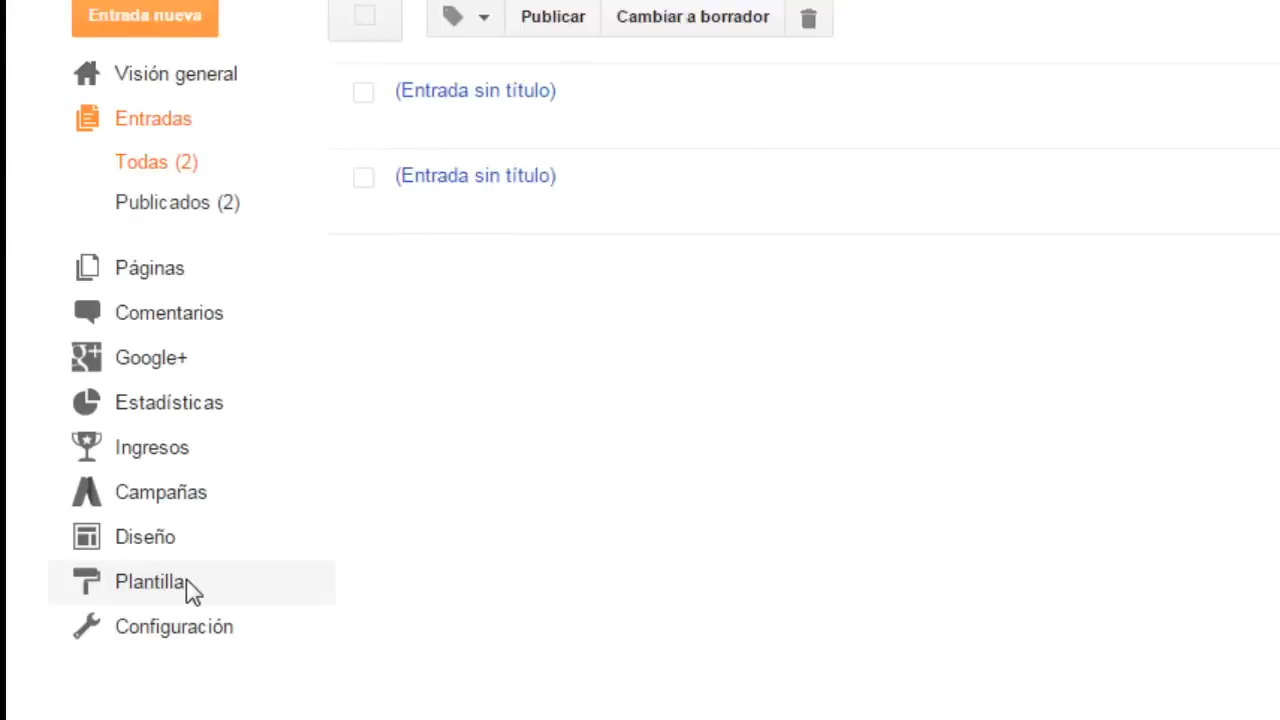 Entrada nueva
Publicar
Cambiar a borrador
Visión general
Entradas
Todas (2)
Publicados (2)
Páginas
Comentarios
Google+
Estadísticas
Ingresos
Campañas
Diseño
Plantilla
Configuración
(Entrada sin título)
(Entrada sin título)